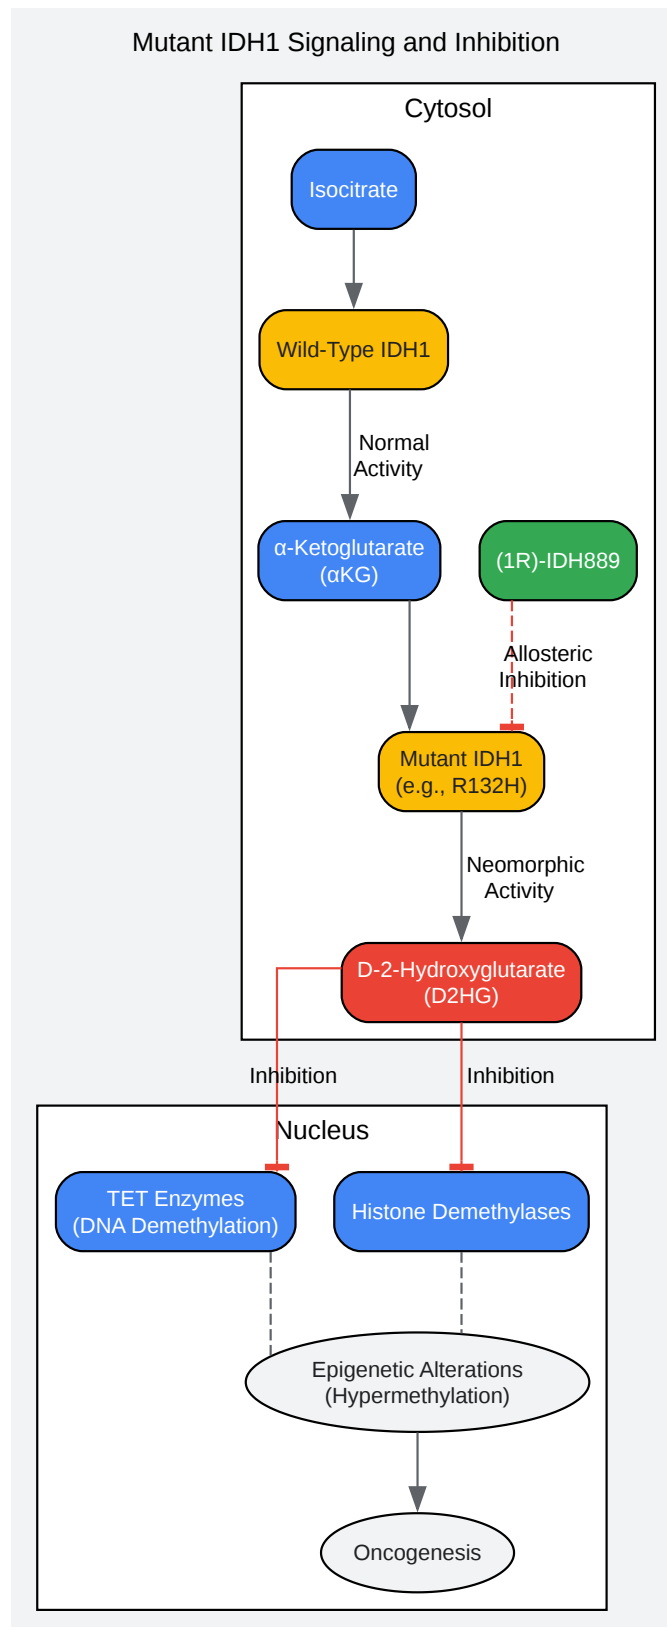 Mutant IDH1 Signaling and Inhibition
Cytosol
Isocitrate
Wild-Type IDH1
Normal
Activity
α-Ketoglutarate
(αKG)
(1R)-IDH889
Allosteric
Inhibition
Mutant IDH1
(e.g., R132H)
Neomorphic
Activity
D-2-Hydroxyglutarate
(D2HG)
Inhibition
Inhibition
Nucleus
TET Enzymes
(DNA Demethylation)
Histone Demethylases
Epigenetic Alterations
(Hypermethylation)
Oncogenesis